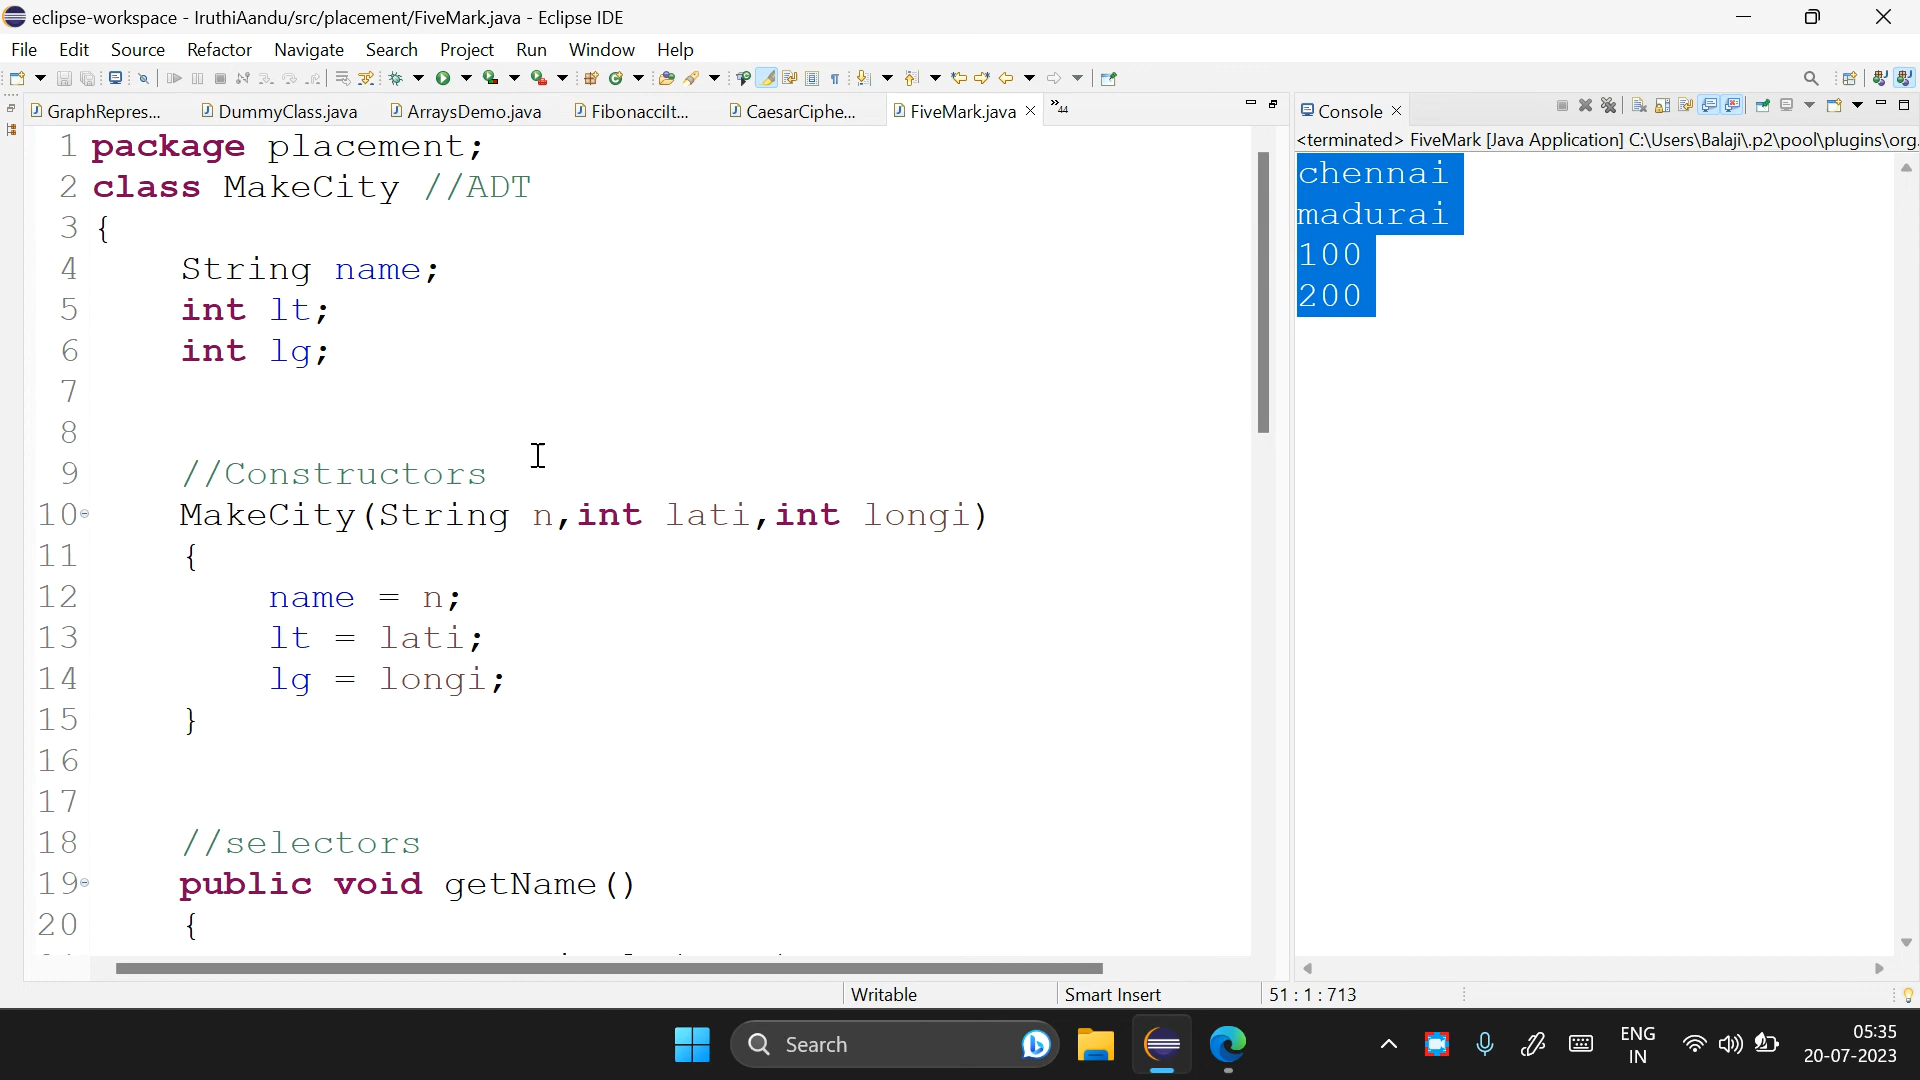 eclipse-workspace - IruthiAandu/src/placement/FiveMark.java - Eclipse IDE
File Edit Source Refactor Navigate Search Project Run Window Help
GraphRepres... DummyClass.java ArraysDemo.java FibonacciIt... CaesarCiphe... FiveMark.java »44
1 package placement;
2 class MakeCity //ADT
3 {
4 String name;
5 int lt;
6 int lg;
7
8
9 //Constructors
10 MakeCity(String n,int lati,int longi)
11 {
12 name = n;
13 lt = lati;
14 lg = longi;
15 }
16
17
18 //selectors
19 public void getName()
20 {
Console
<terminated> FiveMark [Java Application] C:\Users\Balaji\.p2\pool\plugins\org.
chennai
madurai
100
200
Writable Smart Insert 51 : 1 : 713
Search
ENG
IN
05:35
20-07-2023